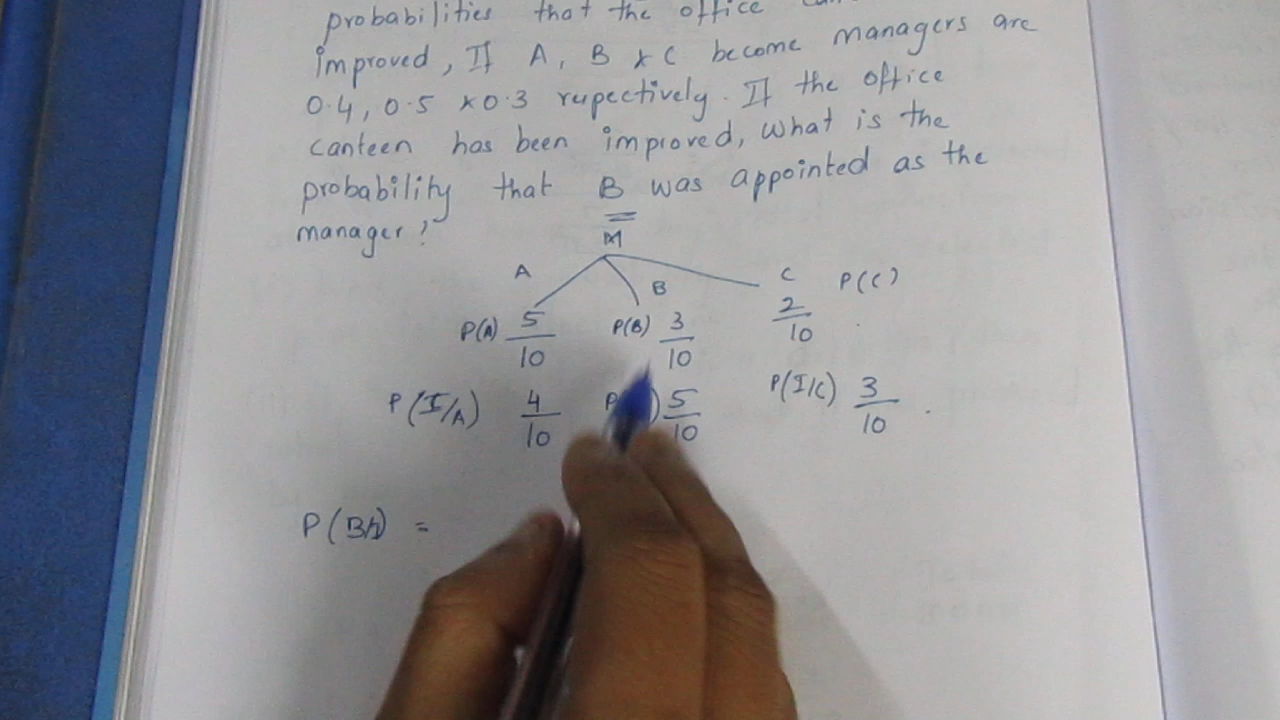 probabilities that the office
improved, If A, B & C become managers are
0.4, 0.5 & 0.3 respectively. If the office
canteen has been improved, what is the
probability that B was appointed as the
manager?
M
A B C P(C)
P(A) 5/10 P(B) 3/10 2/10
P(I/A) 4/10 5/10 P(I/C) 3/10
P(B/I) =